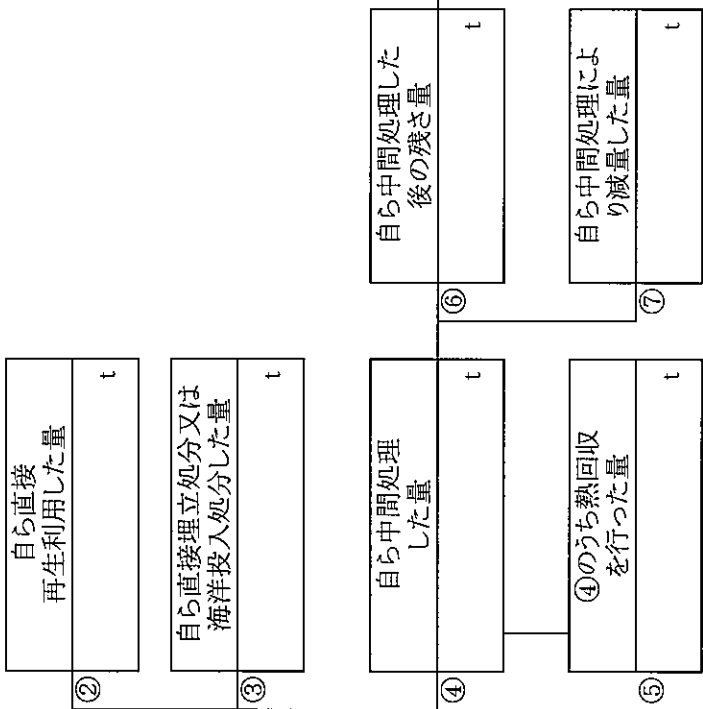 ②
自ら直接
再生利用した量
t
③
自ら直接埋立処分又は
海洋投入処分した量
t
④
自ら中間処理
した量
t
⑤
④のうち熱回収
を行った量
t
⑥
自ら中間処理した
後の残さ量
t
⑦
自ら中間処理によ
り減量した量
t